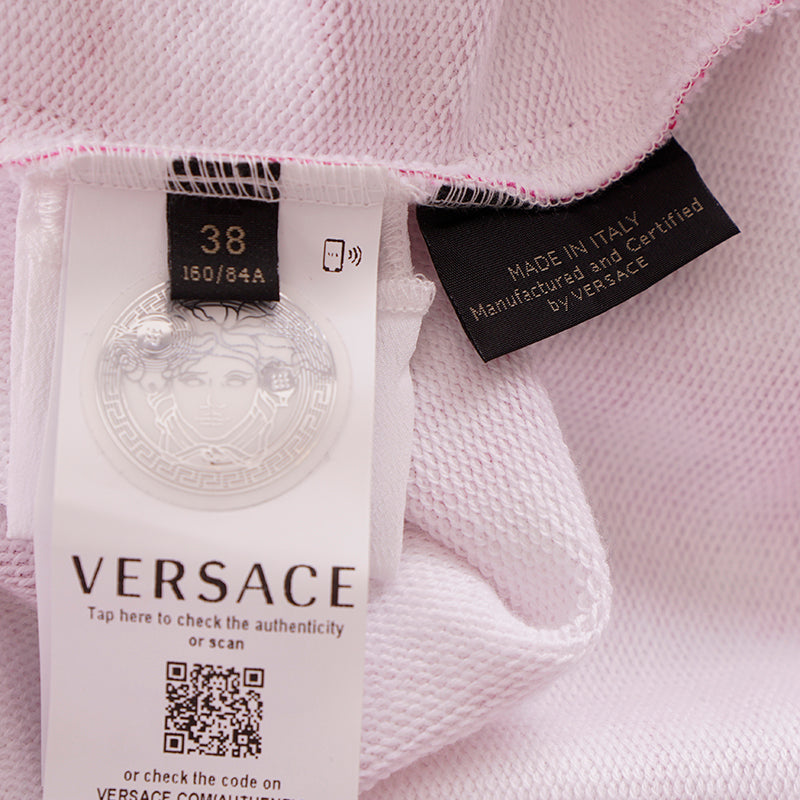 38
160/84A
MADE IN ITALY
Manufactured and Certified
by VERSACE
VERSACE
Tap here to check the authenticity
or scan
or check the code on